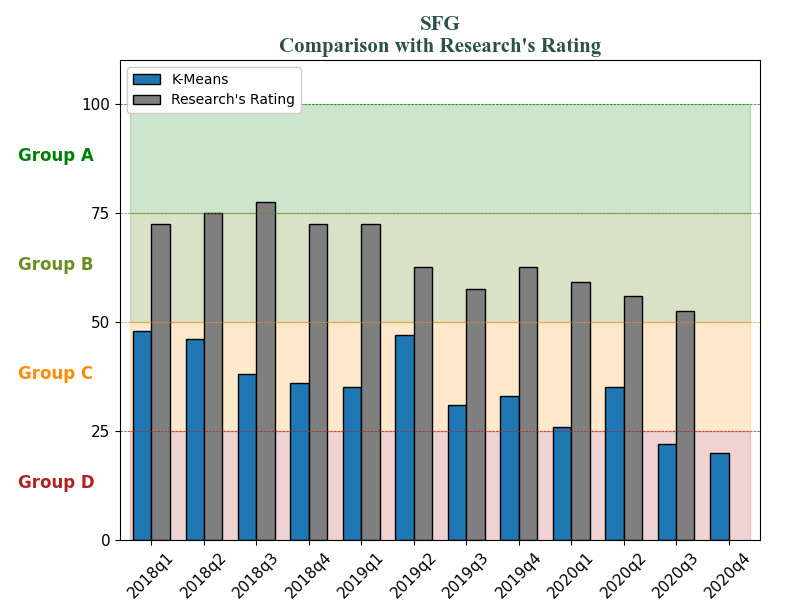 SFG
Comparison with Research's Rating
K-Means
Research's Rating
100
Group A
75
Group B
50
Group C
25
Group D
0
2018q1
2018q2
2018q3
2018q4
2019q1
2019q2
2019q3
2019q4
2020q1
2020q2
2020q3
2020q4